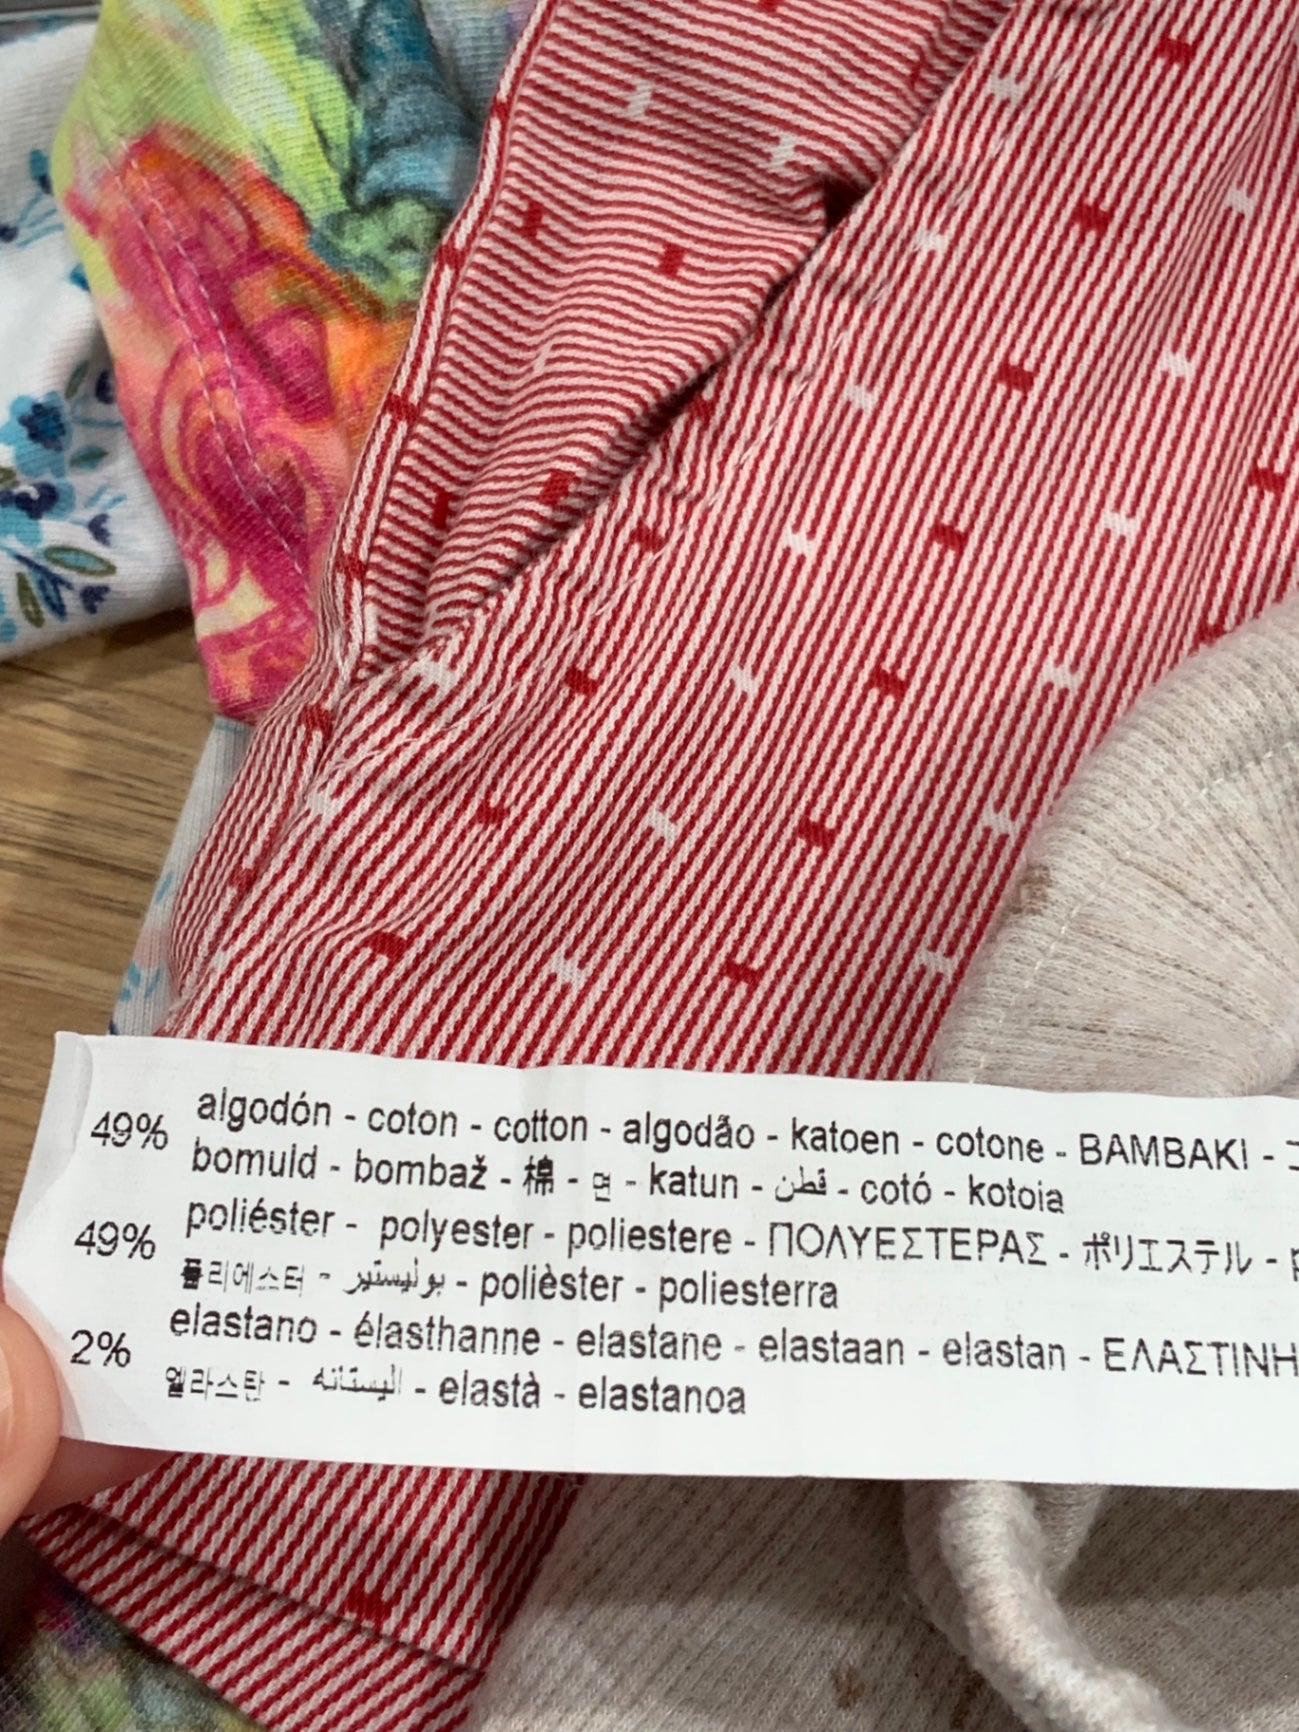 49% algodón - coton - cotton - algodão - katoen - cotone - BAMBAKI -
bomuld - bombaž - 棉 - 면 - katun - قطن - cotó - kotoia
49% poliéster - polyester - poliestere - ΠΟΛΥΕΣΤΕΡΑΣ - ポリエステル -
폴리에스터 - بوليستير - polièster - poliesterra
2% elastano - élasthanne - elastane - elastaan - elastan - ΕΛΑΣΤΙΝΗ
엘라스탄 - اليستانه - elastà - elastanoa